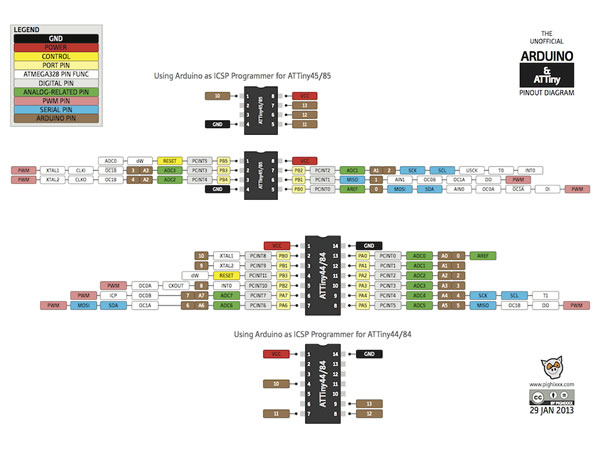 LEGEND
GND
POWER
CONTROL
PORT PIN
ATMEGA328 PIN FUNC
DIGITAL PIN
ANALOG-RELATED PIN
PWM PIN
SERIAL PIN
ARDUINO PIN
THE
UNOFFICIAL
ARDUINO
&
ATTiny
PINOUT DIAGRAM
Using Arduino as ICSP Programmer for ATTiny45/85
10 1 8 VCC
2 7 13
3 6 12
GND 4 5 11
ATTiny45/85
ADC0 dW RESET PCINT5 PB5 1 8 VCC
PWM XTAL1 CLKI OC1B 3 A3 ADC3 PCINT3 PB3 2 7 PB2 PCINT2 ADC1 A1 2 SCK SCL USCK T0 INT0
PWM XTAL2 CLKO OC1B 4 A2 ADC2 PCINT4 PB4 3 6 PB1 PCINT1 MISO 1 AIN1 OC0B OC1A DO PWM
GND 4 5 PB0 PCINT0 AREF 0 MOSI SDA AIN0 OC0A OC1A DI PWM
ATTiny45/85
VCC 1 14 GND
10 XTAL1 PCINT8 PB0 2 13 PA0 PCINT0 ADC0 A0 0 AREF
9 XTAL2 PCINT9 PB1 3 12 PA1 PCINT1 ADC1 A1 1
dW RESET PCINT11 PB3 4 11 PA2 PCINT2 ADC2 A2 2
PWM OC0A CKOUT 8 INT0 PCINT10 PB2 5 10 PA3 PCINT3 ADC3 A3 3
PWM ICP OC0B 7 A7 ADC7 PCINT7 PA7 6 9 PA4 PCINT4 ADC4 A4 4 SCK SCL T1
PWM MOSI SDA OC1A 6 A6 ADC6 PCINT6 PA6 7 8 PA5 PCINT5 ADC5 A5 5 MISO OC1B DO PWM
ATTiny44/84
Using Arduino as ICSP Programmer for ATTiny44/84
VCC 1 14 GND
2
3
10 4
5
6 9 13
11 7 8 12
ATTiny44/84
www.pighixxx.com
cc
BY PIGHIXXX
29 JAN 2013